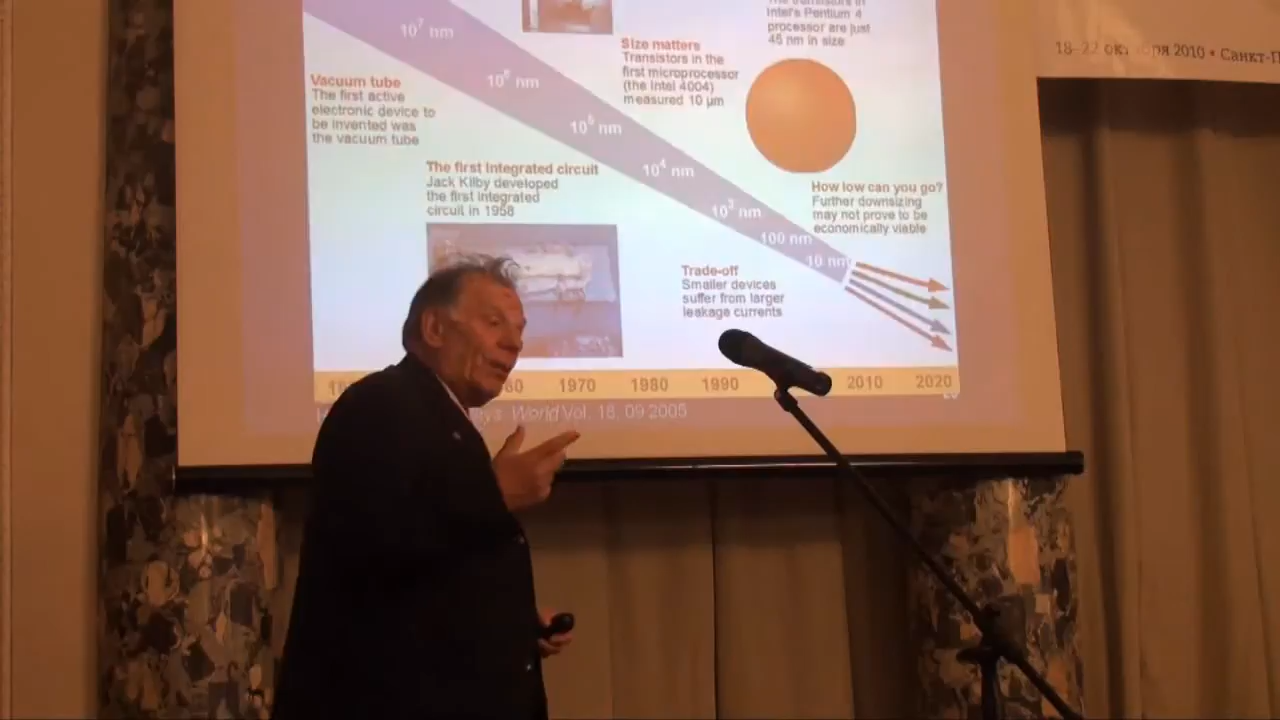 Intel's Pentium 4
processor are just
45 nm in size
18–22 октября 2010 • Санкт-П
10⁷ nm
Size matters
Transistors in the
first microprocessor
(the Intel 4004)
measured 10 µm
Vacuum tube
The first active
electronic device to
be invented was
the vacuum tube
10⁶ nm
10⁵ nm
10⁴ nm
The first integrated circuit
Jack Kilby developed
the first integrated
circuit in 1958
How low can you go?
Further downsizing
may not prove to be
economically viable
10³ nm
100 nm
10 nm
Trade-off
Smaller devices
suffer from larger
leakage currents
60 1970 1980 1990 2010 2020
World Vol. 18, 09 2005